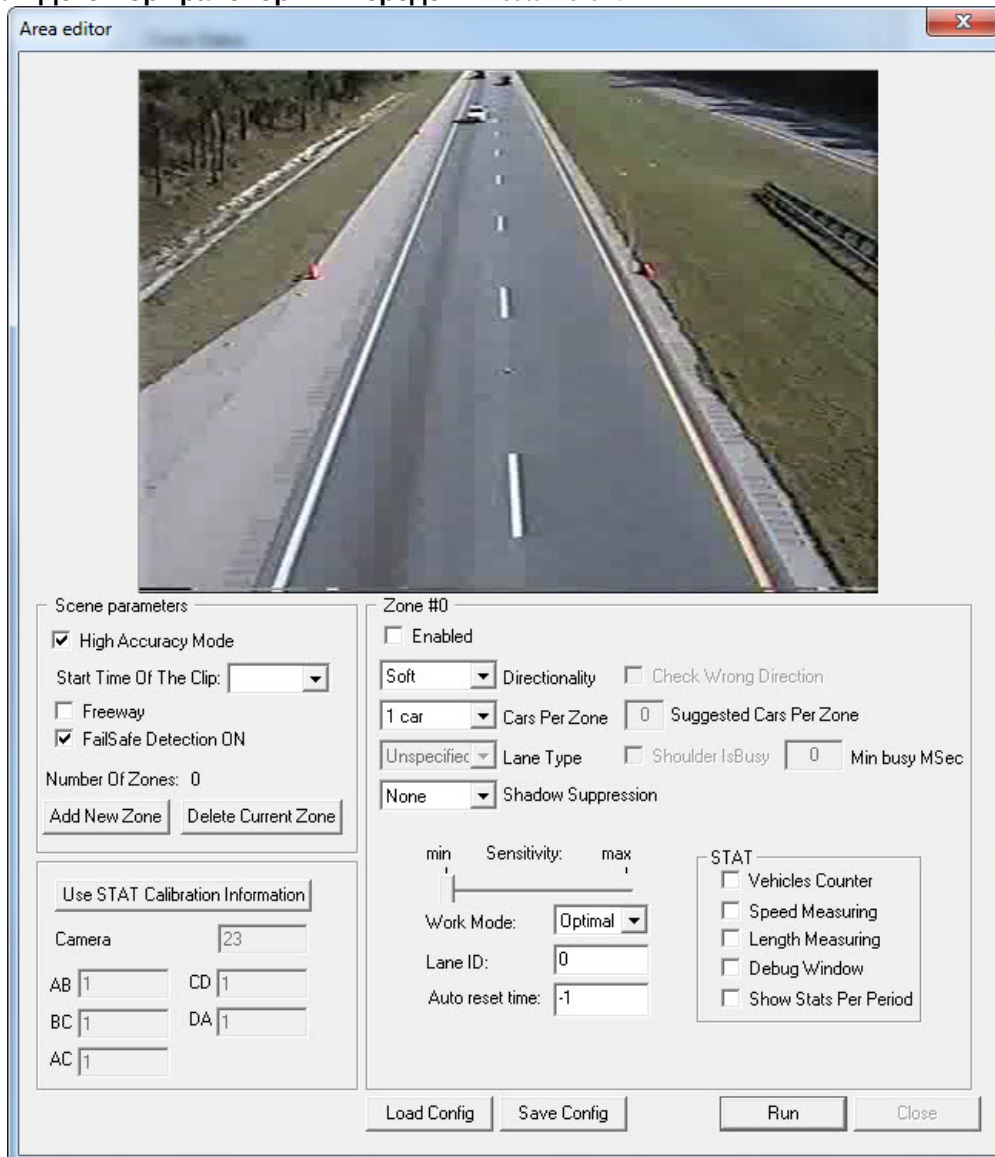 Area editor
Scene parameters
High Accuracy Mode
Start Time Of The Clip:
Freeway
FailSafe Detection ON
Number Of Zones: 0
Add New Zone Delete Current Zone
Use STAT Calibration Information
Camera 23
AB 1 CD 1
BC 1 DA 1
AC 1
Zone #0
Enabled
Soft Directionality Check Wrong Direction
1 car Cars Per Zone 0 Suggested Cars Per Zone
Unspecified Lane Type Shoulder IsBusy 0 Min busy MSec
None Shadow Suppression
min Sensitivity: max
Work Mode: Optimal
Lane ID: 0
Auto reset time: -1
STAT
Vehicles Counter
Speed Measuring
Length Measuring
Debug Window
Show Stats Per Period
Load Config Save Config Run Close